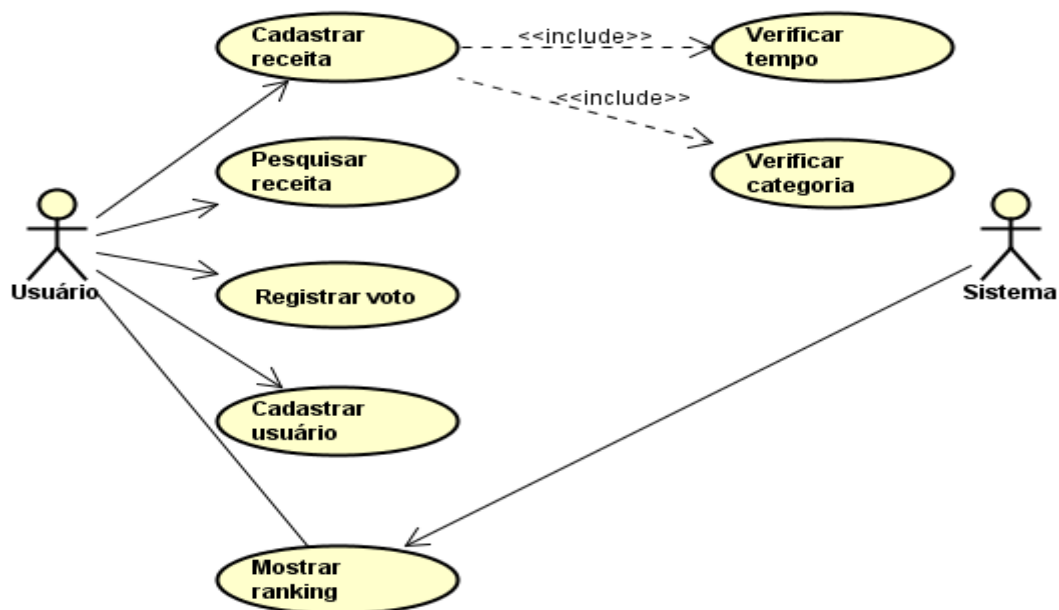 Cadastrar
receita
<<include>>
Verificar
tempo
<<include>>
Pesquisar
receita
Verificar
categoria
Usuário
Registrar voto
Sistema
Cadastrar
usuário
Mostrar
ranking